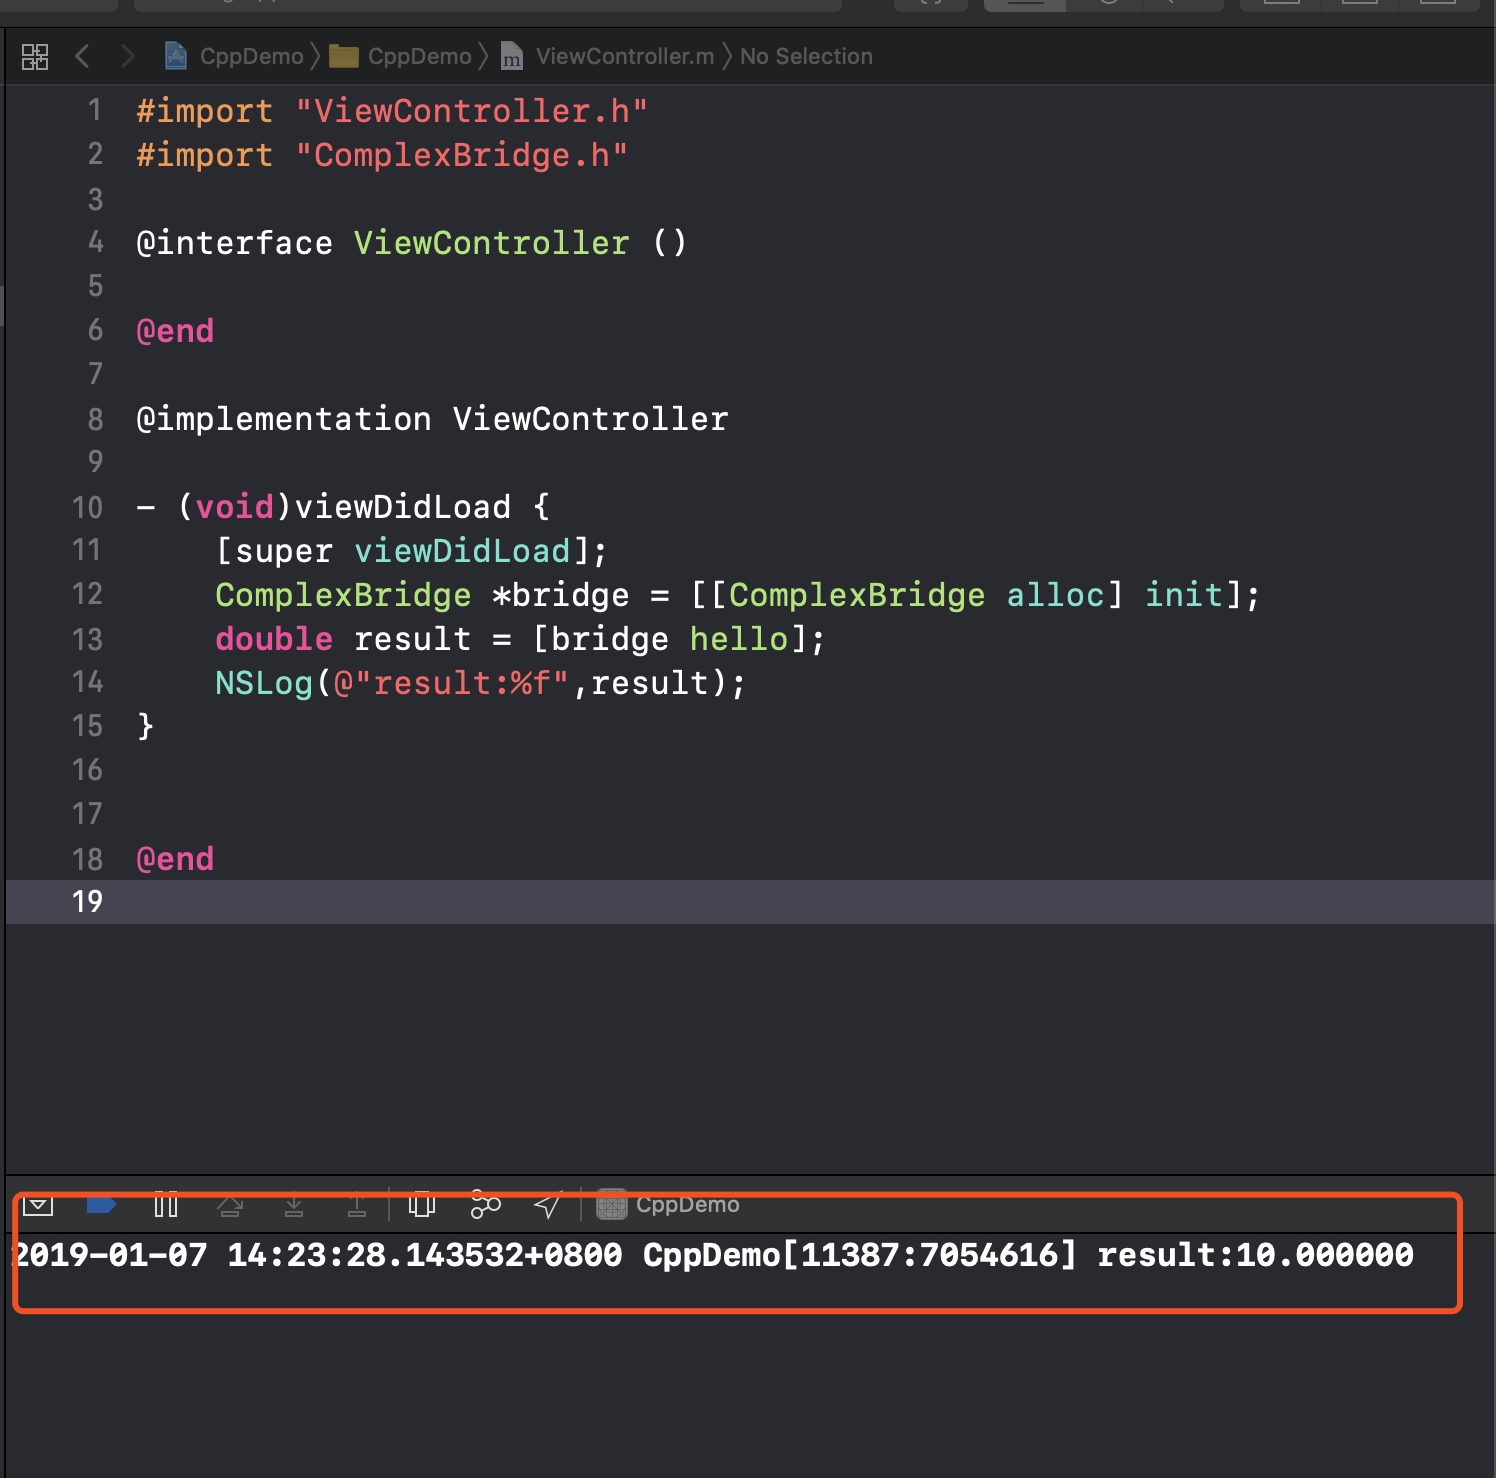 CppDemo CppDemo ViewController.m No Selection
1 #import "ViewController.h"
2 #import "ComplexBridge.h"
3
4 @interface ViewController ()
5
6 @end
7
8 @implementation ViewController
9
10 - (void)viewDidLoad {
11 [super viewDidLoad];
12 ComplexBridge *bridge = [[ComplexBridge alloc] init];
13 double result = [bridge hello];
14 NSLog(@"result:%f",result);
15 }
16
17
18 @end
19
CppDemo
2019-01-07 14:23:28.143532+0800 CppDemo[11387:7054616] result:10.000000